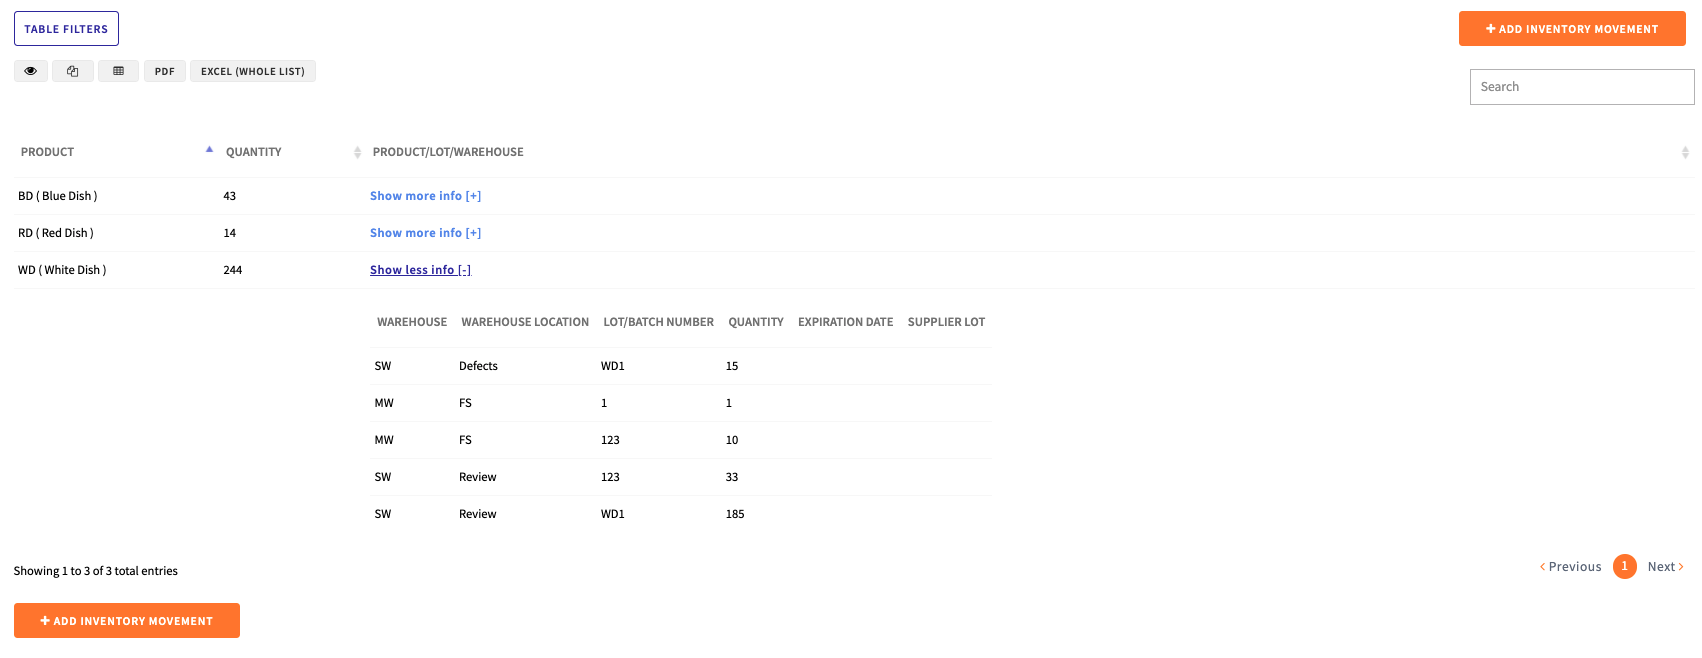 TABLE FILTERS
+ ADD INVENTORY MOVEMENT
PDF
EXCEL (WHOLE LIST)
Search
PRODUCT QUANTITY PRODUCT/LOT/WAREHOUSE
BD ( Blue Dish ) 43 Show more info [+]
RD ( Red Dish ) 14 Show more info [+]
WD ( White Dish ) 244 Show less info [-]
WAREHOUSE WAREHOUSE LOCATION LOT/BATCH NUMBER QUANTITY EXPIRATION DATE SUPPLIER LOT
SW Defects WD1 15
MW FS 1 1
MW FS 123 10
SW Review 123 33
SW Review WD1 185
Showing 1 to 3 of 3 total entries
< Previous 1 Next >
+ ADD INVENTORY MOVEMENT